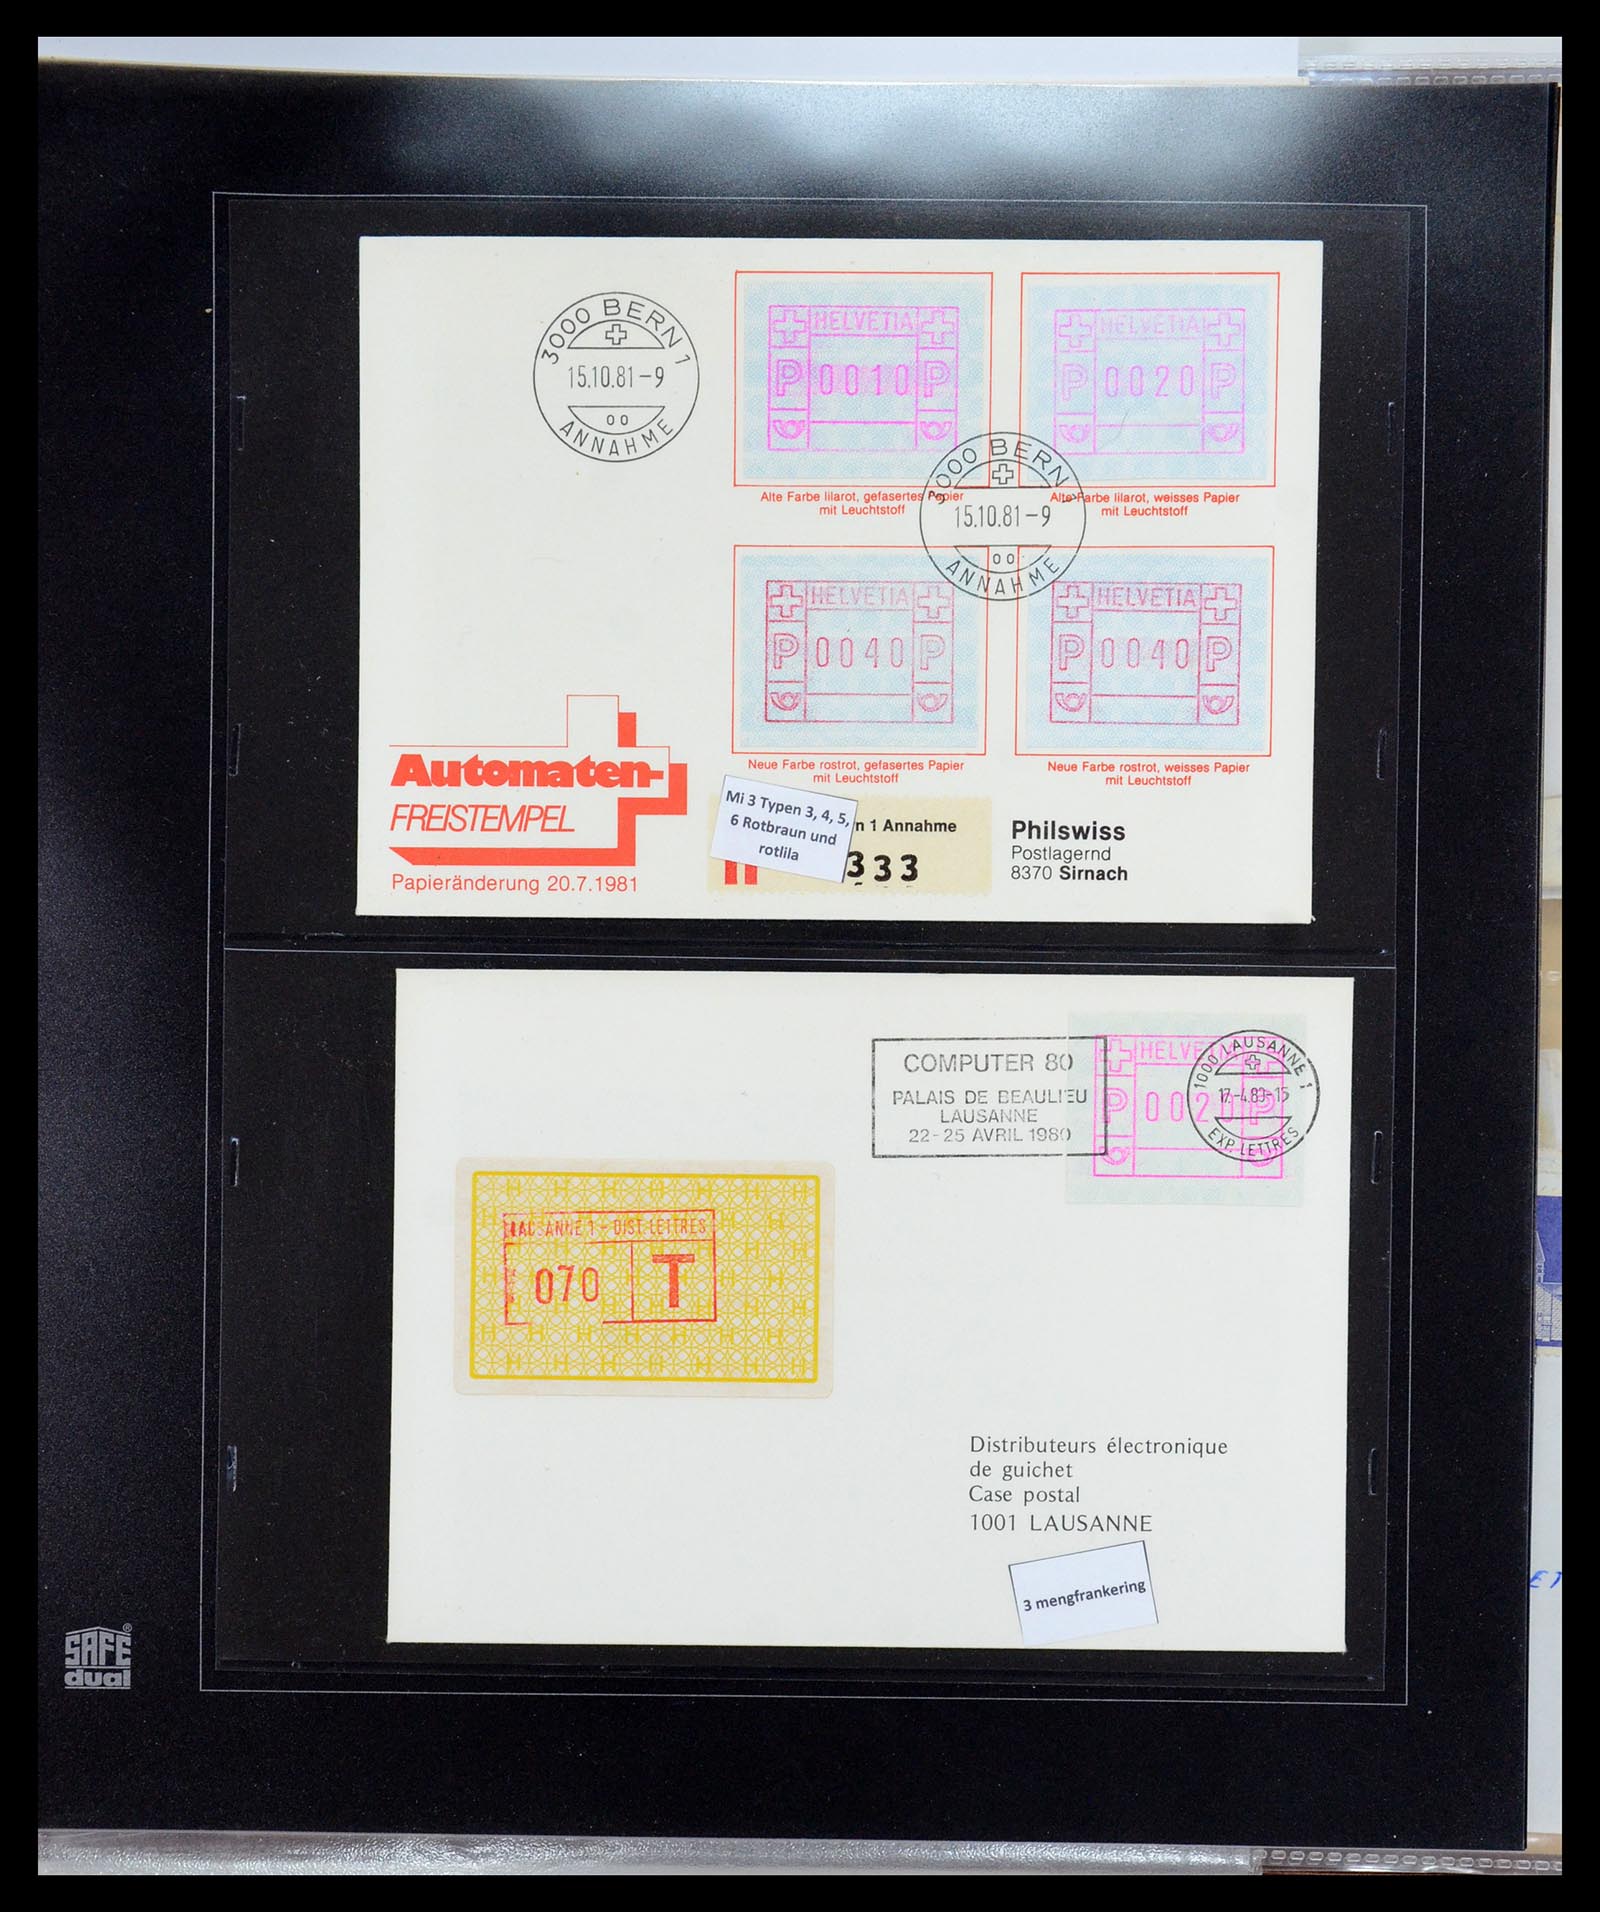 3000 BERN 1
15.10.81-9
00
ANNAHME
HELVETIA
P 0010 P
HELVETIA
P 0020 P
Alte Farbe lilarot, gefasertes Papier
mit Leuchtstoff
Alte Farbe lilarot, weisses Papier
mit Leuchtstoff
3000 BERN 1
15.10.81-9
00
ANNAHME
HELVETIA
P 0040 P
HELVETIA
P 0040 P
Neue Farbe rostrot, gefasertes Papier
mit Leuchtstoff
Neue Farbe rostrot, weisses Papier
mit Leuchtstoff
Automaten-
FREISTEMPEL
Papieränderung 20.7.1981
Mi 3 Typen 3, 4, 5,
6 Rotbraun und
rotlila
n 1 Annahme
333
Philswiss
Postlagernd
8370 Sirnach
COMPUTER 80
PALAIS DE BEAULIEU
LAUSANNE
22-25 AVRIL 1980
HELVETIA
P 0020 P
1000 LAUSANNE 1
17.-4.80-15
EXP. LETTRES
LAUSANNE 1 - DIST. LETTRES
070 T
Distributeurs électronique
de guichet
Case postal
1001 LAUSANNE
3 mengfrankering
SAFE®
dual